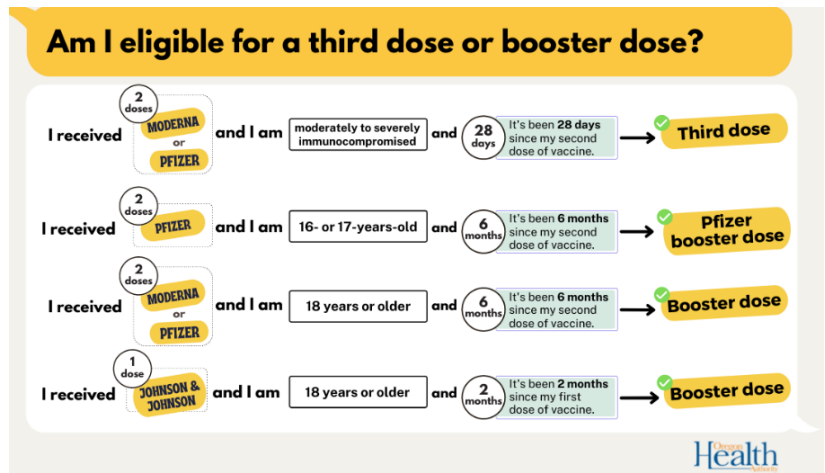 Am I eligible for a third dose or booster dose?
2
doses
I received
MODERNA
or
PFIZER
and I am
moderately to severely
immunocompromised
and
28
days
It's been 28 days
since my second
dose of vaccine.
Third dose
2
doses
I received
PFIZER
and I am
16- or 17-years-old
and
6
months
It's been 6 months
since my second
dose of vaccine.
Pfizer
booster dose
2
doses
I received
MODERNA
or
PFIZER
and I am
18 years or older
and
6
months
It's been 6 months
since my second
dose of vaccine.
Booster dose
1
dose
I received
JOHNSON &
JOHNSON
and I am
18 years or older
and
2
months
It's been 2 months
since my first
dose of vaccine.
Booster dose
Oregon
Health
Authority